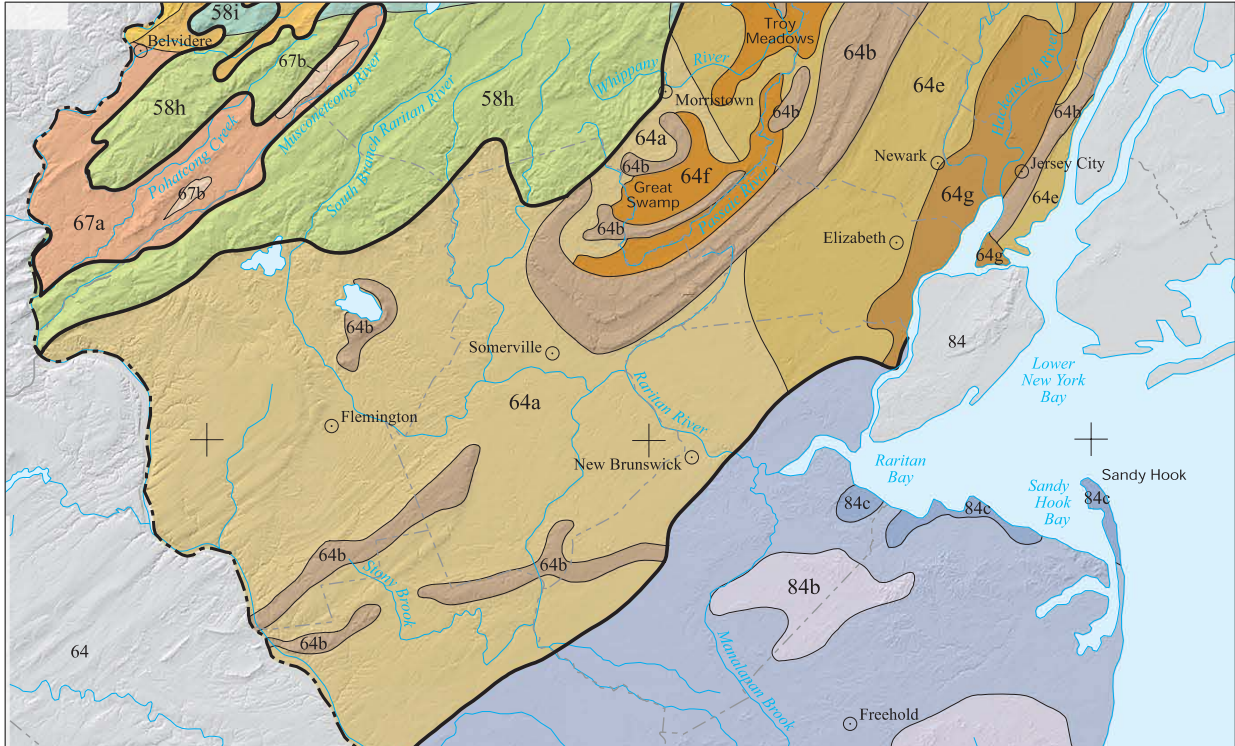 58i
Troy
Meadows
Belvidere
67b
64b
Whippany
River
64e
Hackensack River
58h
58h
Musconetcong River
South Branch Raritan River
Morristown
64b
64b
64a
Pohatcong Creek
Newark
Jersey City
64b
64f
67b
Great
Swamp
64g
64e
67a
64b
Passaic River
Elizabeth
64g
64b
Somerville
84
Lower
New York
Bay
Raritan
River
64a
Flemington
New Brunswick
Raritan
Bay
Sandy Hook
Sandy
Hook
Bay
84c
84c
84c
64b
64b
Stony
Brook
84b
64b
64
Manalapan Brook
Freehold